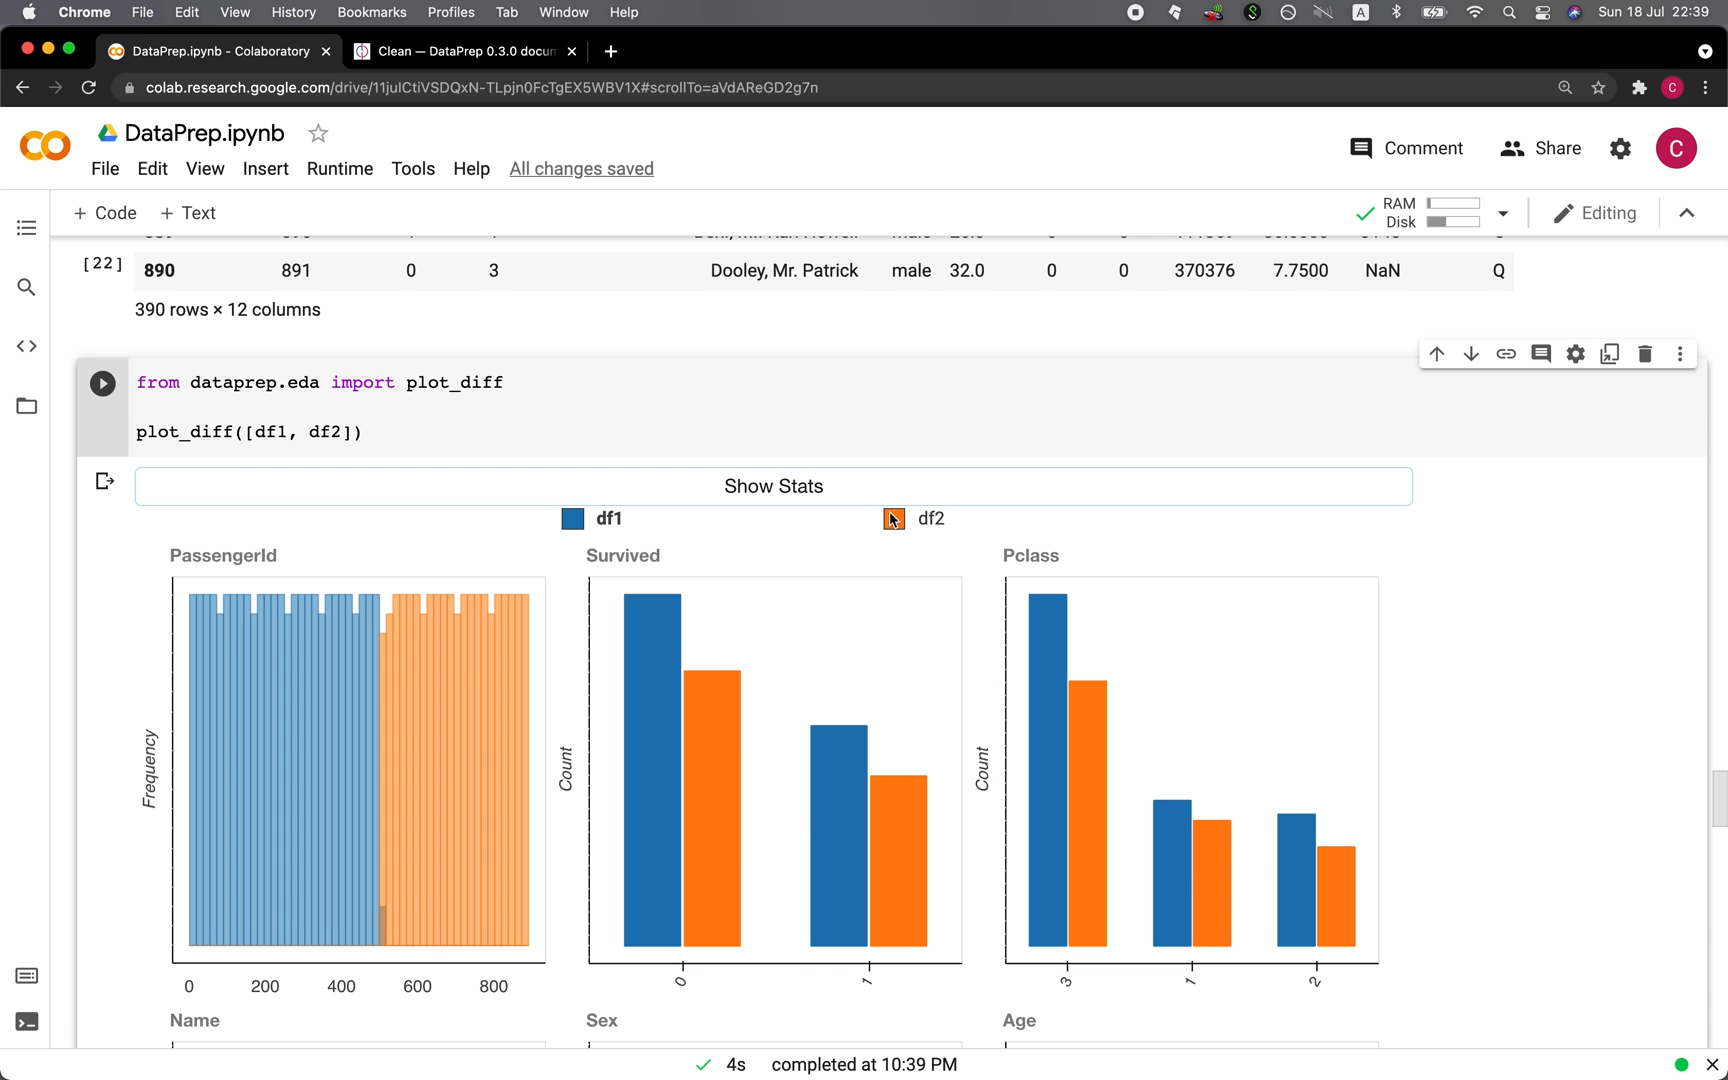 Chrome File Edit View History Bookmarks Profiles Tab Window Help A Sun 18 Jul 22:39
DataPrep.ipynb - Colaboratory Clean — DataPrep 0.3.0 docum
colab.research.google.com/drive/11juICtiVSDQxN-TLpjn0FcTgEX5WBV1X#scrollTo=aVdAReGD2g7n C
DataPrep.ipynb
Comment Share C
File Edit View Insert Runtime Tools Help All changes saved
+ Code + Text RAM Disk Editing
[22] 890 891 0 3 Dooley, Mr. Patrick male 32.0 0 0 370376 7.7500 NaN Q
390 rows × 12 columns
from dataprep.eda import plot_diff
plot_diff([df1, df2])
Show Stats
df1 df2
PassengerId Survived Pclass
Frequency Count Count
0 200 400 600 800 0 1 3 1 2
Name Sex Age
4s completed at 10:39 PM